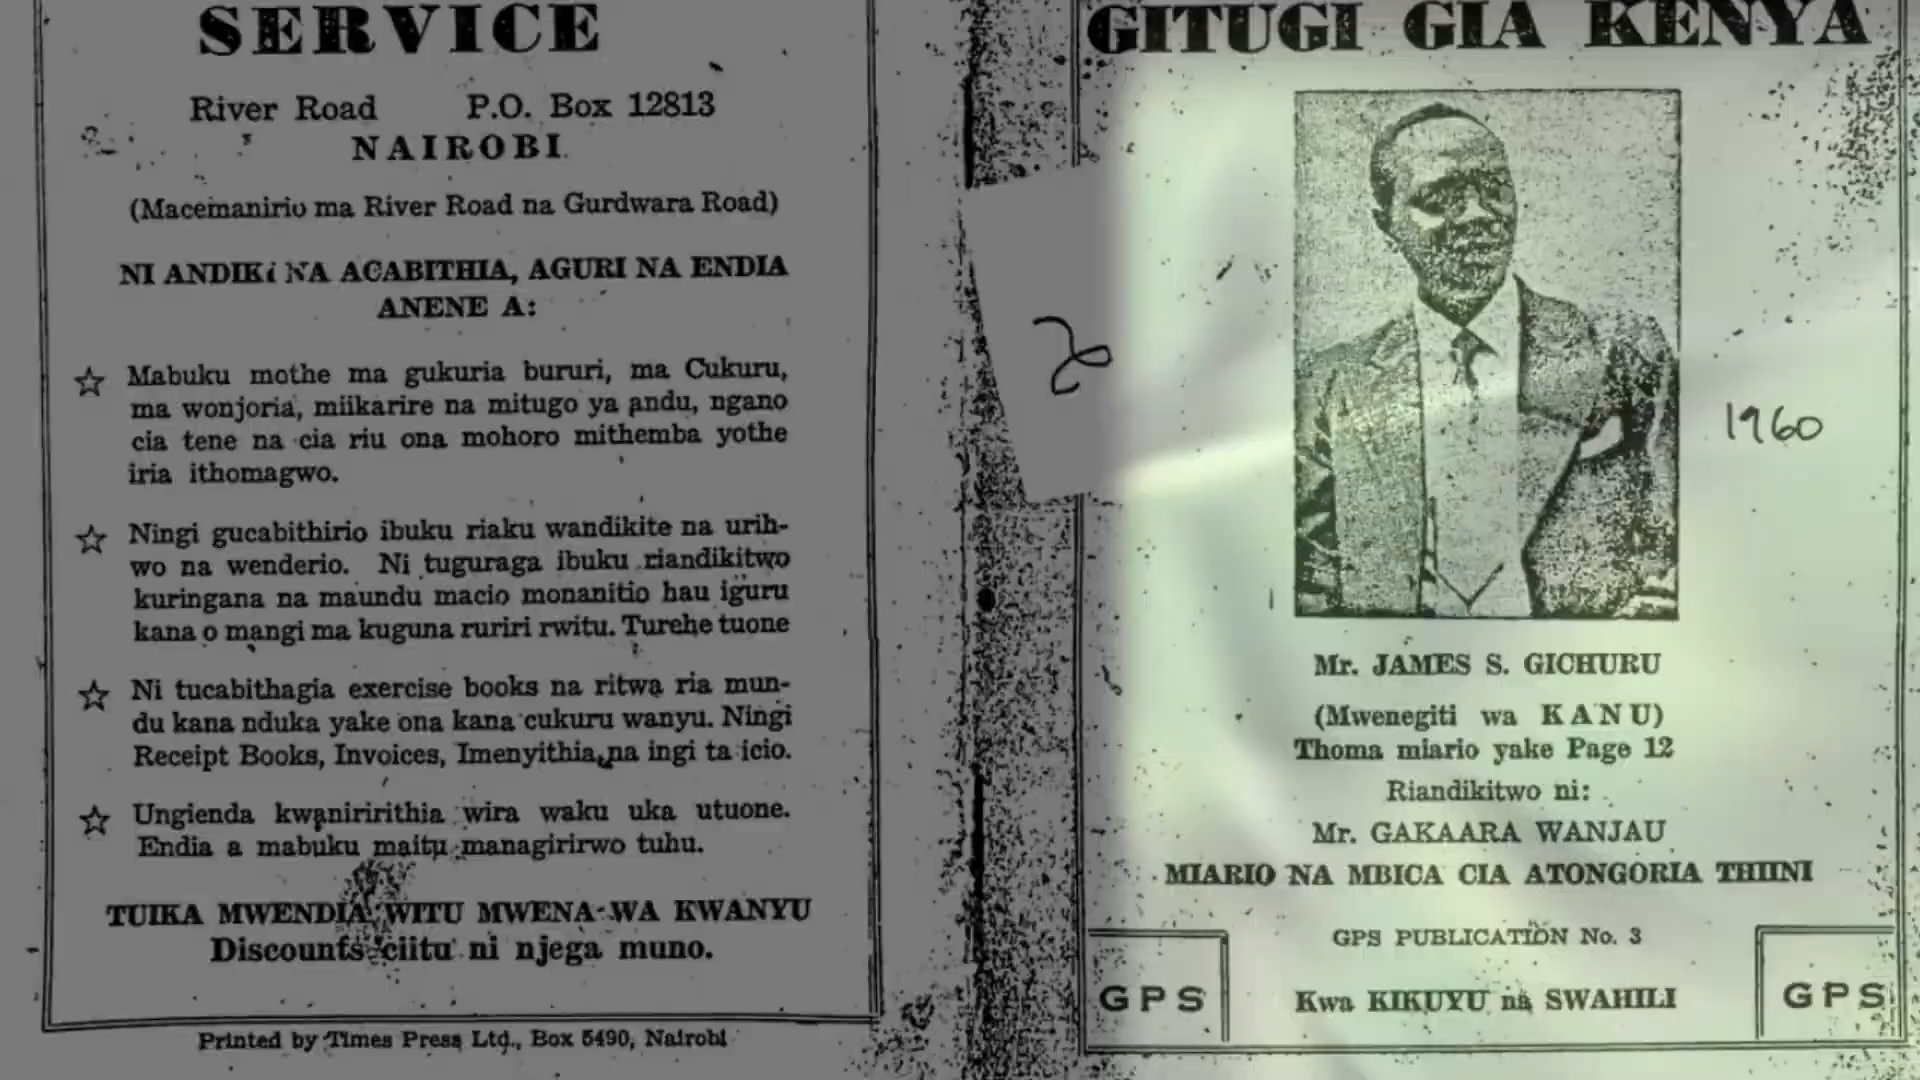 SERVICE
River Road P.O. Box 12813
NAIROBI
(Macemanirio ma River Road na Gurdwara Road)
NI ANDIKI NA ACABITHIA, AGURI NA ENDIA
ANENE A:
☆ Mabuku mothe ma gukuria bururi, ma Cukuru,
ma wonjoria, miikarire na mitugo ya andu, ngano
cia tene na cia riu ona mohoro mithemba yothe
iria ithomagwo.
☆ Ningi gucabithirio ibuku riaku wandikite na urih-
wo na wenderio. Ni tuguraga ibuku riandikitwo
kuringana na maundu macio monanitio hau iguru
kana o mangi ma kuguna ruriri rwitu. Turehe tuone
☆ Ni tucabithagia exercise books na ritwa ria mun-
du kana nduka yake ona kana cukuru wanyu. Ningi
Receipt Books, Invoices, Imenyithia, na ingi ta icio.
☆ Ungienda kwaniririthia wira waku uka utuone.
Endia a mabuku maitu managirirwo tuhu.
TUIKA MWENDIA WITU MWENA WA KWANYU
Discounts ciitu ni njega muno.
Printed by Times Press Ltd., Box 5490, Nairobi
GITUGI GIA KENYA
1960
Mr. JAMES S. GICHURU
(Mwenegiti wa KANU)
Thoma miario yake Page 12
Riandikitwo ni:
Mr. GAKAARA WANJAU
MIARIO NA MBICA CIA ATONGORIA THIINI
GPS PUBLICATION No. 3
GPS Kwa KIKUYU na SWAHILI GPS